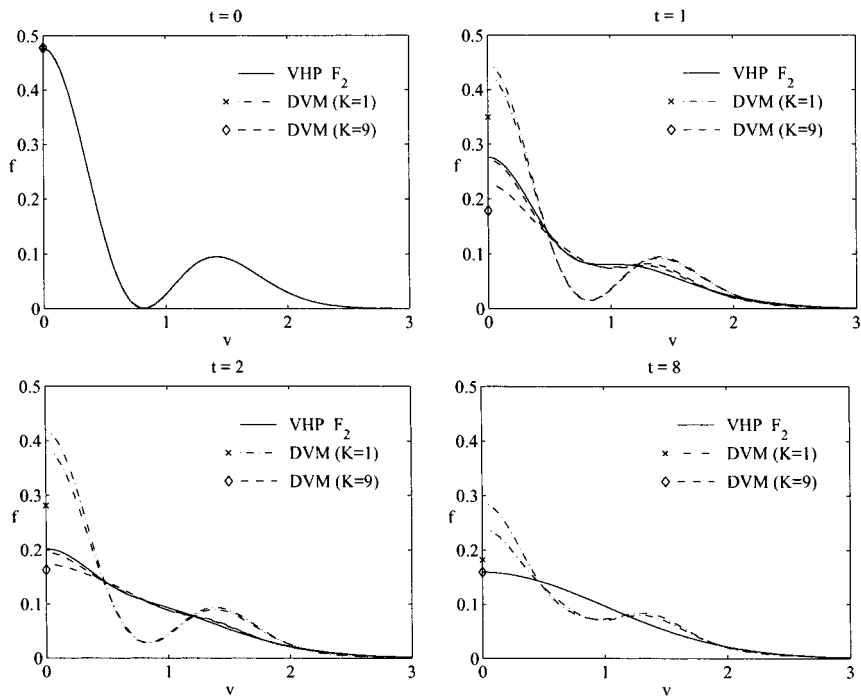 t = 0
0.5
0.4
0.3
f
0.2
0.1
0
0
1
2
3
v
VHP F2
DVM (K=1)
DVM (K=9)
t = 1
0.5
0.4
0.3
f
0.2
0.1
0
0
1
2
3
v
VHP F2
DVM (K=1)
DVM (K=9)
t = 2
0.5
0.4
0.3
f
0.2
0.1
0
0
1
2
3
v
VHP F2
DVM (K=1)
DVM (K=9)
t = 8
0.5
0.4
0.3
f
0.2
0.1
0
0
1
2
3
v
VHP F2
DVM (K=1)
DVM (K=9)